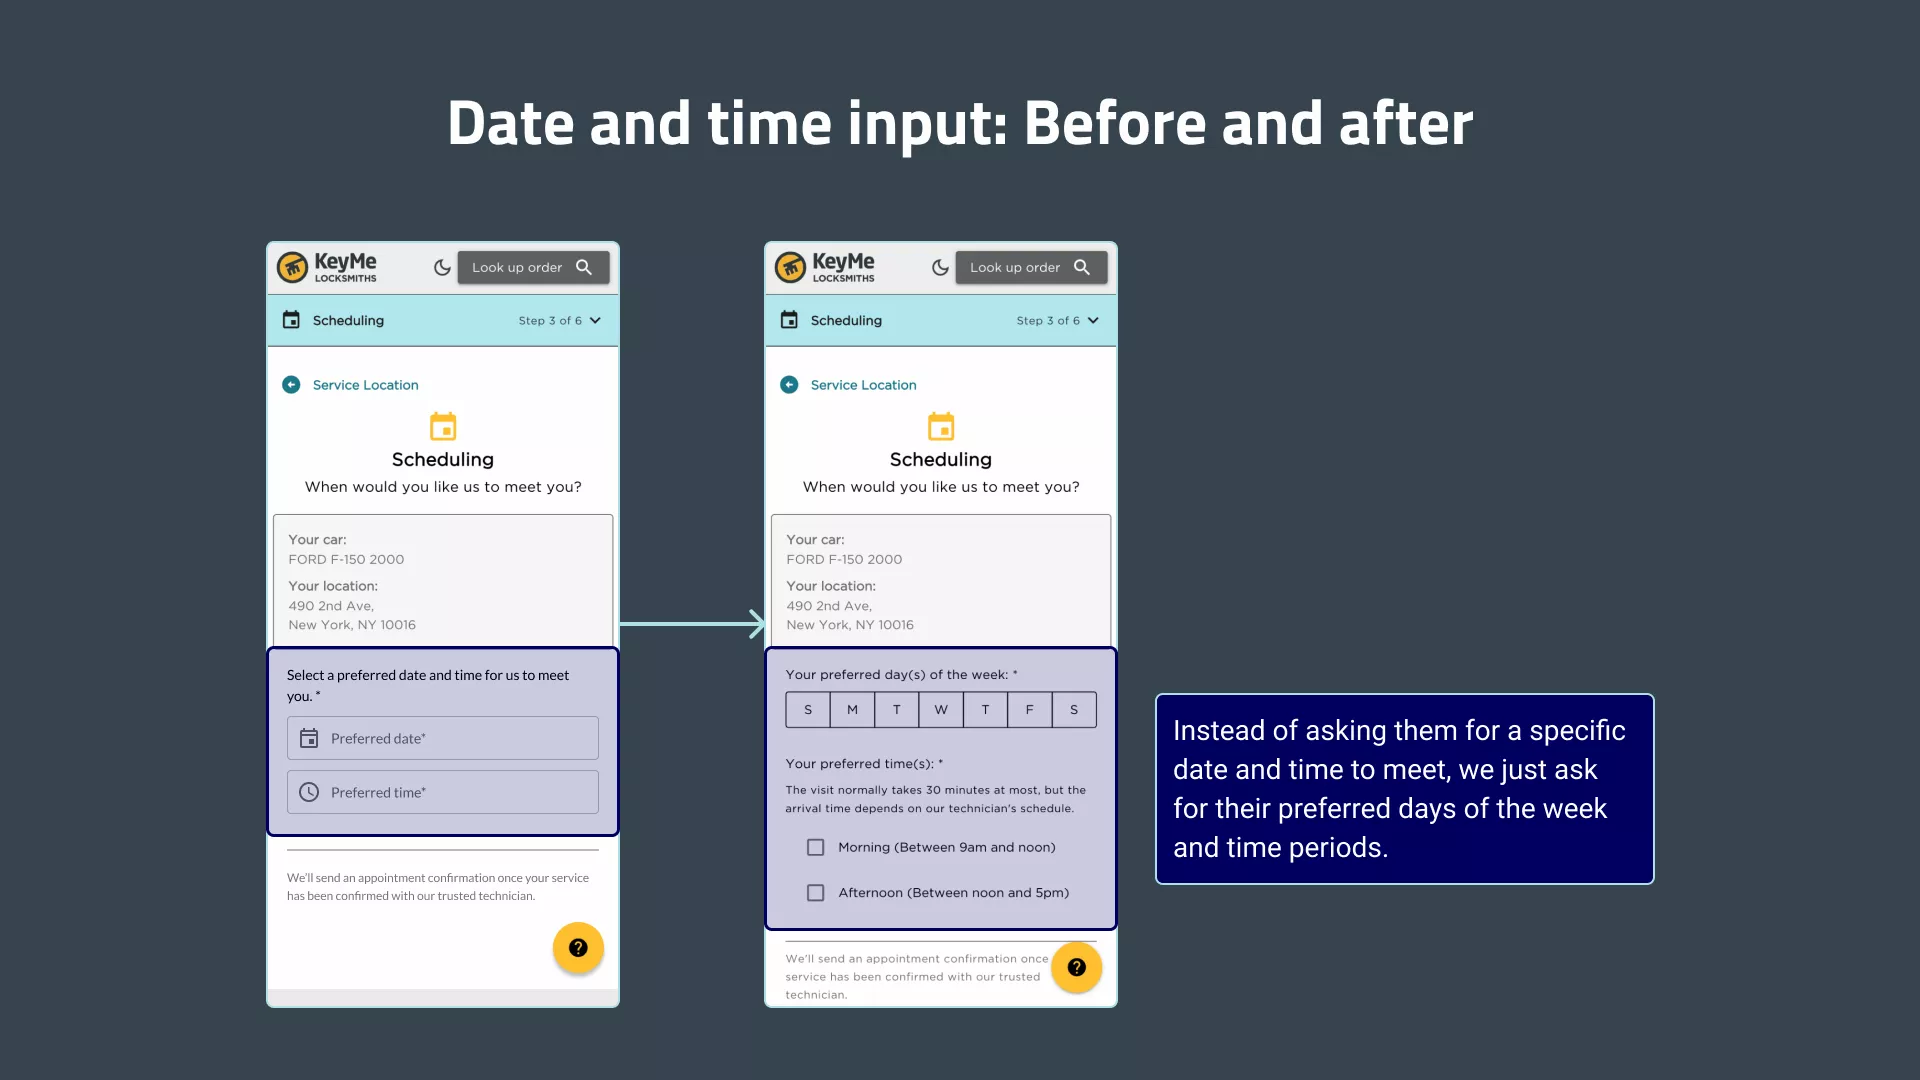 Date and time input: Before and after
KeyMe
LOCKSMITHS
Look up order
Scheduling
Step 3 of 6
Service Location
Scheduling
When would you like us to meet you?
Your car:
FORD F-150 2000
Your location:
490 2nd Ave,
New York, NY 10016
Select a preferred date and time for us to meet
you. *
Preferred date*
Preferred time*
We'll send an appointment confirmation once your service
has been confirmed with our trusted technician.
KeyMe
LOCKSMITHS
Look up order
Scheduling
Step 3 of 6
Service Location
Scheduling
When would you like us to meet you?
Your car:
FORD F-150 2000
Your location:
490 2nd Ave,
New York, NY 10016
Your preferred day(s) of the week: *
S M T W T F S
Your preferred time(s): *
The visit normally takes 30 minutes at most, but the
arrival time depends on our technician's schedule.
Morning (Between 9am and noon)
Afternoon (Between noon and 5pm)
We'll send an appointment confirmation once
service has been confirmed with our trusted
technician.
Instead of asking them for a specific
date and time to meet, we just ask
for their preferred days of the week
and time periods.